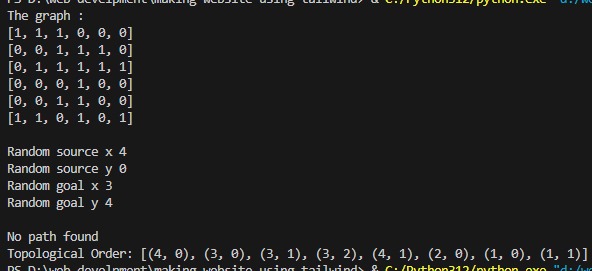 PS D:\web develpment\making website using tailwind> & C:/Python312/python.exe "d:/we
The graph :
[1, 1, 1, 0, 0, 0]
[0, 0, 1, 1, 1, 0]
[0, 1, 1, 1, 1, 1]
[0, 0, 0, 1, 0, 0]
[0, 0, 1, 1, 0, 0]
[1, 1, 0, 1, 0, 1]
Random source x 4
Random source y 0
Random goal x 3
Random goal y 4
No path found
Topological Order: [(4, 0), (3, 0), (3, 1), (3, 2), (4, 1), (2, 0), (1, 0), (1, 1)]
PS D:\web develpment\making website using tailwind> & C:/Python312/python.exe "d:/we